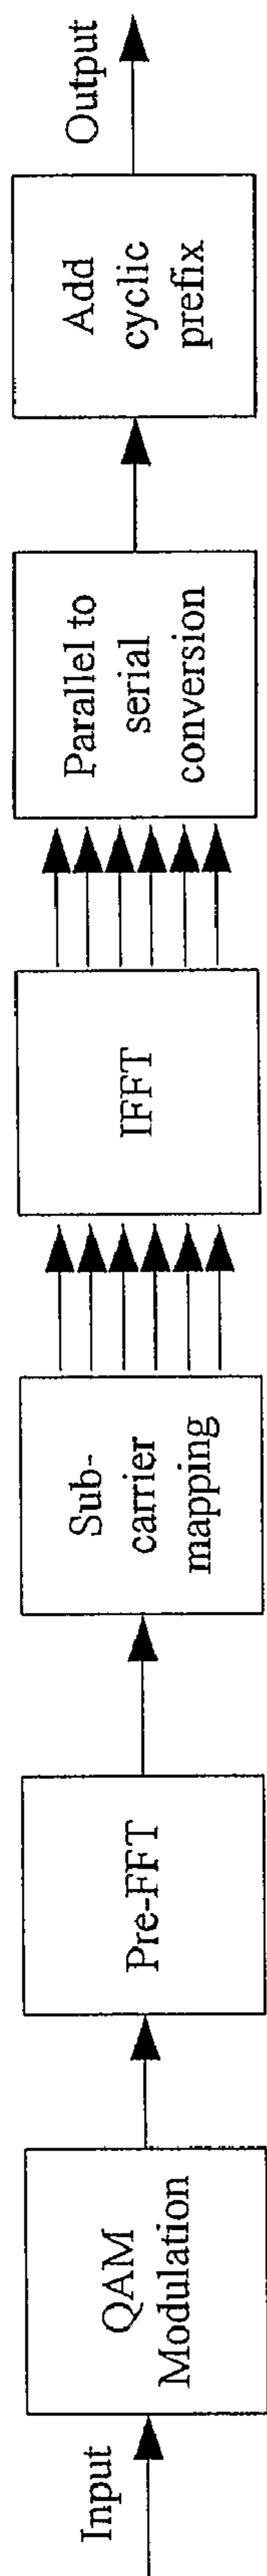 Input
QAM
Modulation
Pre-FFT
Sub-
carrier
mapping
IFFT
Parallel to
serial
conversion
Add
cyclic
prefix
Output